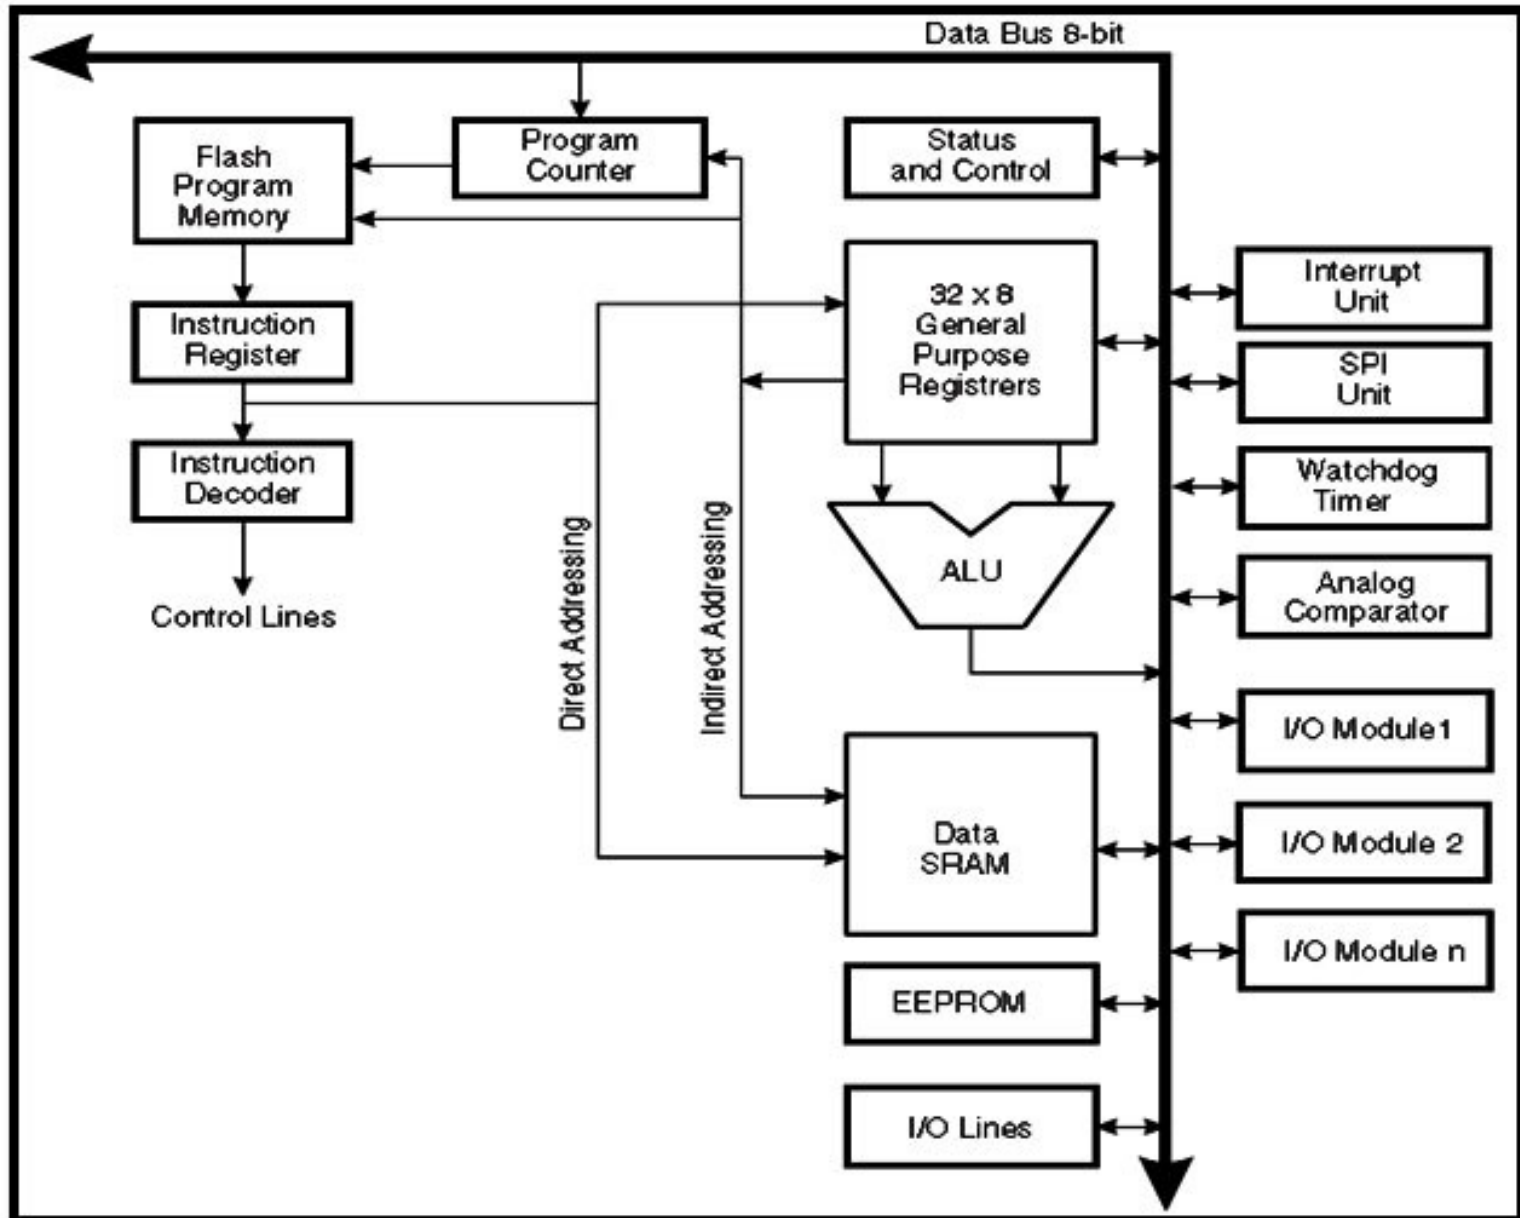 Data Bus 8-bit
Flash
Program
Memory
Program
Counter
Status
and Control
Instruction
Register
32 x 8
General
Purpose
Registrers
Interrupt
Unit
SPI
Unit
Instruction
Decoder
Watchdog
Timer
Control Lines
Direct Addressing
Indirect Addressing
ALU
Analog
Comparator
I/O Module1
Data
SRAM
I/O Module 2
I/O Module n
EEPROM
I/O Lines